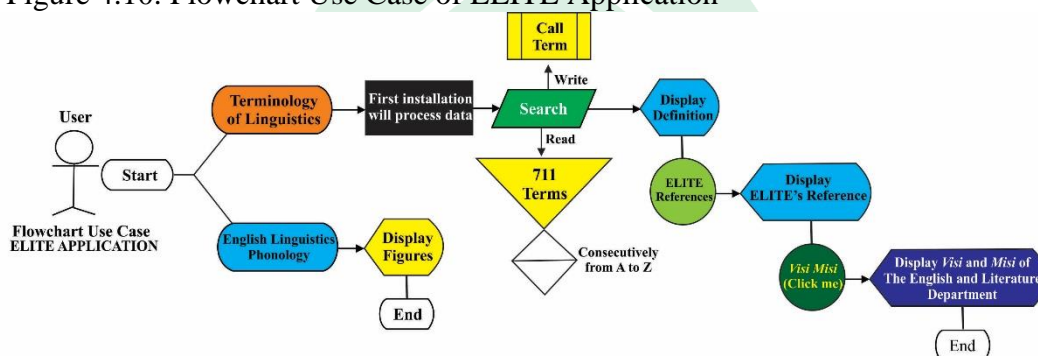 Figure 4.10. Flowchart Use Case of ELITE Application
User
Start
Flowchart Use Case
ELITE APPLICATION
Terminology
of Linguistics
First installation
will process data
Call
Term
Write
Search
Read
711
Terms
Consecutively
from A to Z
Display
Definition
ELITE
References
Display
ELITE's Reference
Visi Misi
(Click me)
Display Visi and Misi of
The English and Literature
Department
End
English Linguistics
Phonology
Display
Figures
End